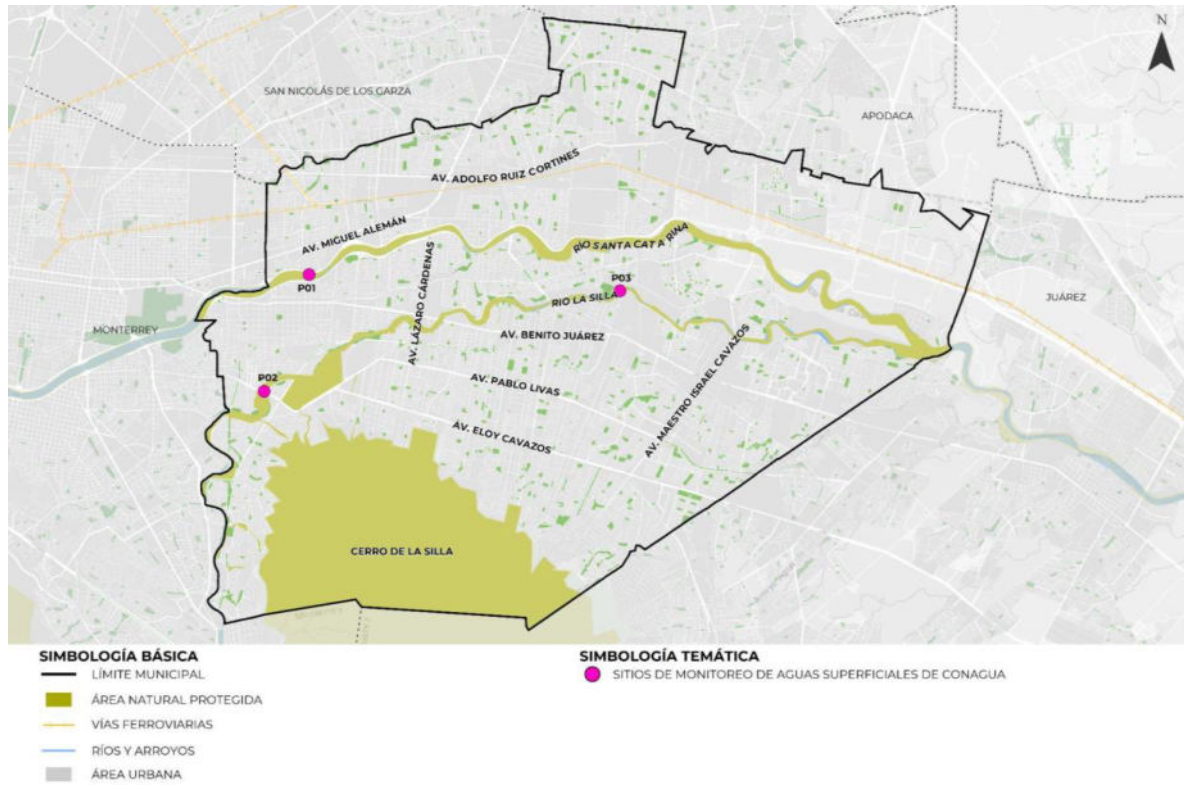 N
SAN NICOLÁS DE LOS GARZA
APODACA
AV. ADOLFO RUIZ CORTINES
AV. MIGUEL ALEMÁN
RÍO SANTA CATARINA
AV. LÁZARO CÁRDENAS
P01
P03
RIO LA SILLA
JUÁREZ
MONTERREY
AV. BENITO JUÁREZ
P02
AV. PABLO LIVAS
AV. MAESTRO ISRAEL CAVAZOS
AV. ELOY CAVAZOS
CERRO DE LA SILLA
SIMBOLOGÍA BÁSICA
LÍMITE MUNICIPAL
ÁREA NATURAL PROTEGIDA
VÍAS FERROVIARIAS
RÍOS Y ARROYOS
ÁREA URBANA
SIMBOLOGÍA TEMÁTICA
SITIOS DE MONITOREO DE AGUAS SUPERFICIALES DE CONAGUA